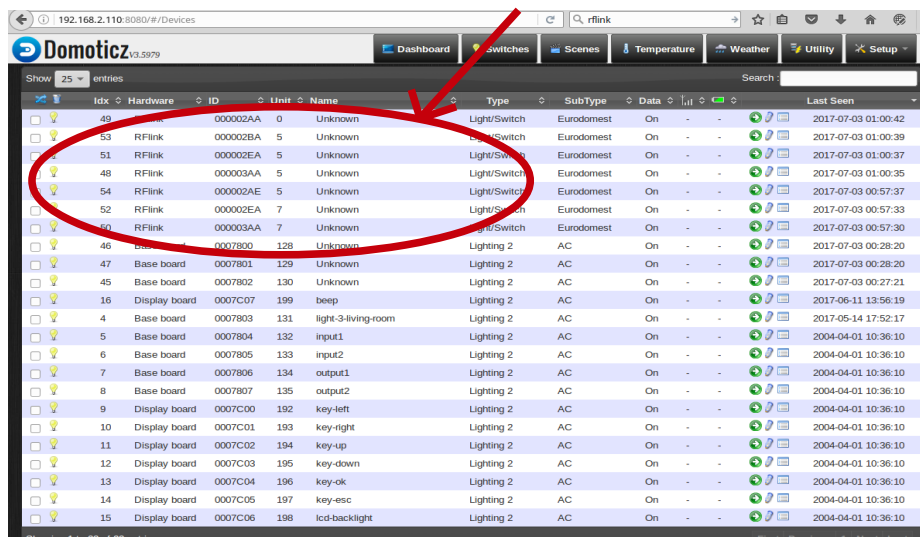 192.168.2.110:8080/#/Devices rflink
Domoticz V3.5979 Dashboard Switches Scenes Temperature Weather Utility Setup
Show 25 entries Search :
Idx Hardware ID Unit Name Type SubType Data Last Seen
49 RFlink 000002AA 0 Unknown Light/Switch Eurodomest On - - 2017-07-03 01:00:42
53 RFlink 000002BA 5 Unknown Light/Switch Eurodomest On - - 2017-07-03 01:00:39
51 RFlink 000002EA 5 Unknown Light/Switch Eurodomest On - - 2017-07-03 01:00:37
48 RFlink 000003AA 5 Unknown Light/Switch Eurodomest On - - 2017-07-03 01:00:35
54 RFlink 000002AE 5 Unknown Light/Switch Eurodomest On - - 2017-07-03 00:57:37
52 RFlink 000002EA 7 Unknown Light/Switch Eurodomest On - - 2017-07-03 00:57:33
50 RFlink 000003AA 7 Unknown Light/Switch Eurodomest On - - 2017-07-03 00:57:30
46 Base board 0007800 128 Unknown Lighting 2 AC On - - 2017-07-03 00:28:20
47 Base board 0007801 129 Unknown Lighting 2 AC On - - 2017-07-03 00:28:20
45 Base board 0007802 130 Unknown Lighting 2 AC On - - 2017-07-03 00:27:21
16 Display board 0007C07 199 beep Lighting 2 AC On - - 2017-06-11 13:56:19
4 Base board 0007803 131 light-3-living-room Lighting 2 AC On - - 2017-05-14 17:52:17
5 Base board 0007804 132 input1 Lighting 2 AC On - - 2004-04-01 10:36:10
6 Base board 0007805 133 input2 Lighting 2 AC On - - 2004-04-01 10:36:10
7 Base board 0007806 134 output1 Lighting 2 AC On - - 2004-04-01 10:36:10
8 Base board 0007807 135 output2 Lighting 2 AC On - - 2004-04-01 10:36:10
9 Display board 0007C00 192 key-left Lighting 2 AC On - - 2004-04-01 10:36:10
10 Display board 0007C01 193 key-right Lighting 2 AC On - - 2004-04-01 10:36:10
11 Display board 0007C02 194 key-up Lighting 2 AC On - - 2004-04-01 10:36:10
12 Display board 0007C03 195 key-down Lighting 2 AC On - - 2004-04-01 10:36:10
13 Display board 0007C04 196 key-ok Lighting 2 AC On - - 2004-04-01 10:36:10
14 Display board 0007C05 197 key-esc Lighting 2 AC On - - 2004-04-01 10:36:10
15 Display board 0007C06 198 lcd-backlight Lighting 2 AC On - - 2004-04-01 10:36:10